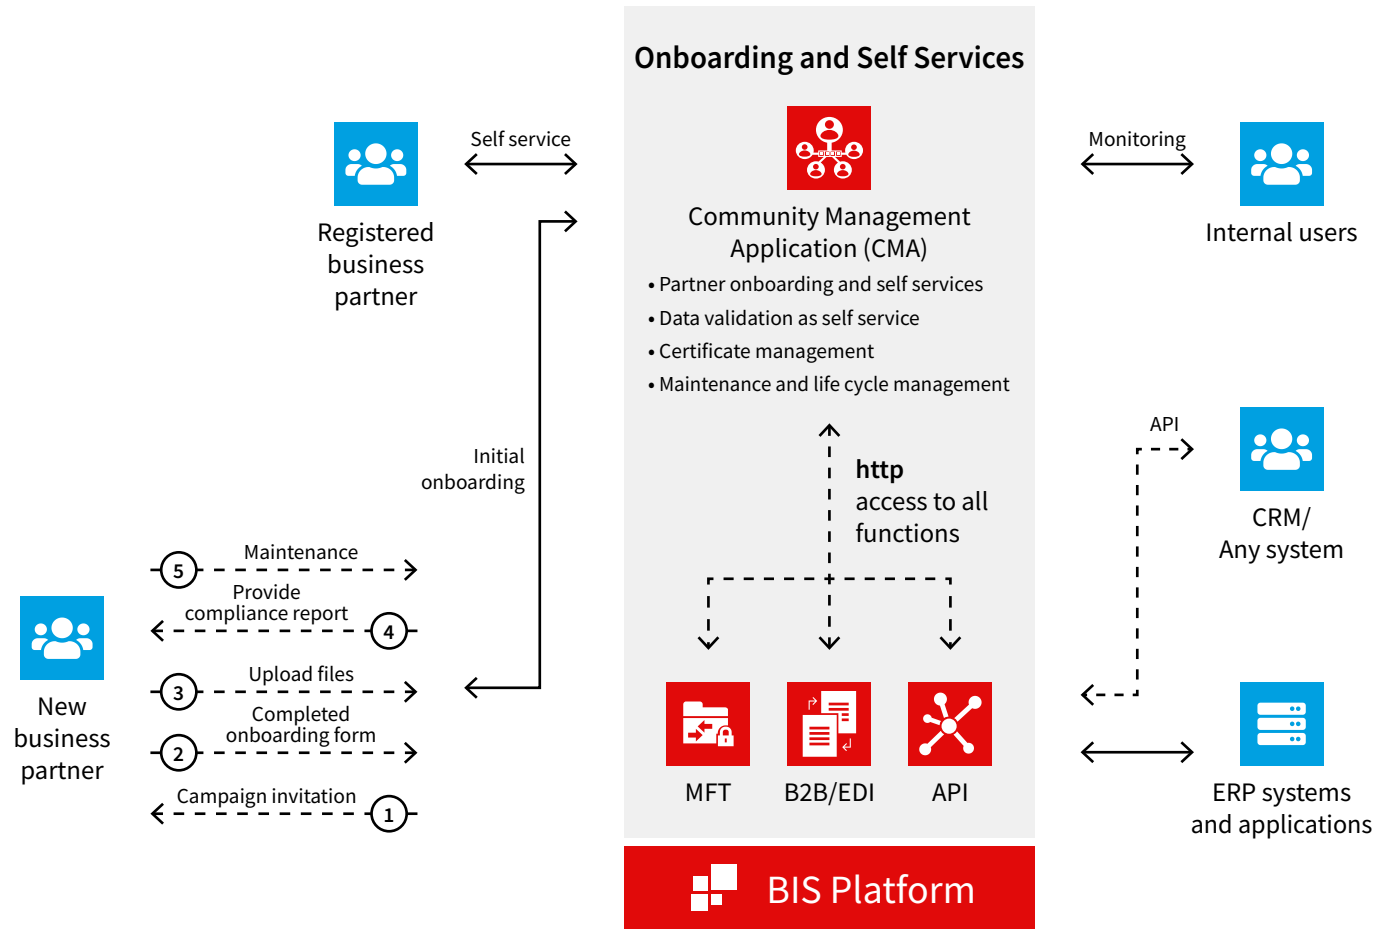 Onboarding and Self Services
Self service
Registered
business
partner
Community Management
Application (CMA)
• Partner onboarding and self services
• Data validation as self service
• Certificate management
• Maintenance and life cycle management
Monitoring
Internal users
Initial
onboarding
http
access to all
functions
API
CRM/
Any system
5
Maintenance
Provide
compliance report
4
3
Upload files
Completed
onboarding form
2
Campaign invitation
1
New
business
partner
MFT
B2B/EDI
API
ERP systems
and applications
BIS Platform